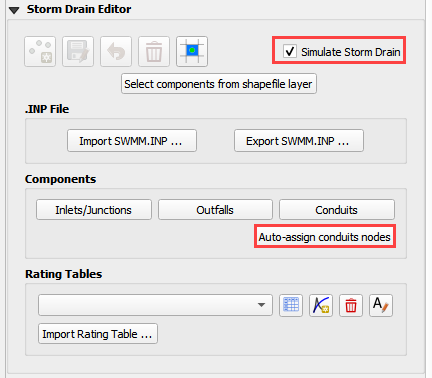 Storm Drain Editor
Simulate Storm Drain
Select components from shapefile layer
.INP File
Import SWMM.INP ...
Export SWMM.INP ...
Components
Inlets/Junctions
Outfalls
Conduits
Auto-assign conduits nodes
Rating Tables
A
Import Rating Table ...